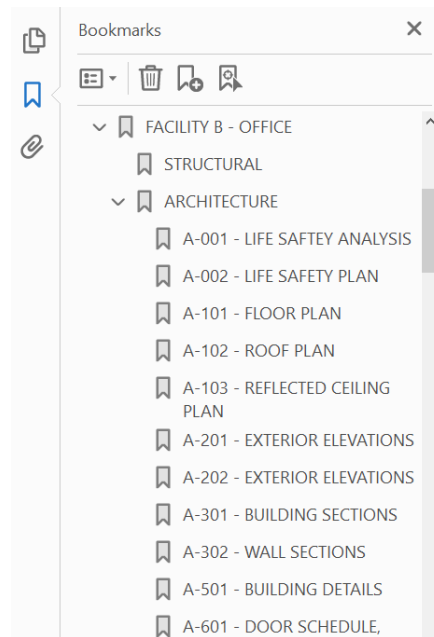 Bookmarks
FACILITY B - OFFICE
STRUCTURAL
ARCHITECTURE
A-001 - LIFE SAFTEY ANALYSIS
A-002 - LIFE SAFETY PLAN
A-101 - FLOOR PLAN
A-102 - ROOF PLAN
A-103 - REFLECTED CEILING
PLAN
A-201 - EXTERIOR ELEVATIONS
A-202 - EXTERIOR ELEVATIONS
A-301 - BUILDING SECTIONS
A-302 - WALL SECTIONS
A-501 - BUILDING DETAILS
A-601 - DOOR SCHEDULE,